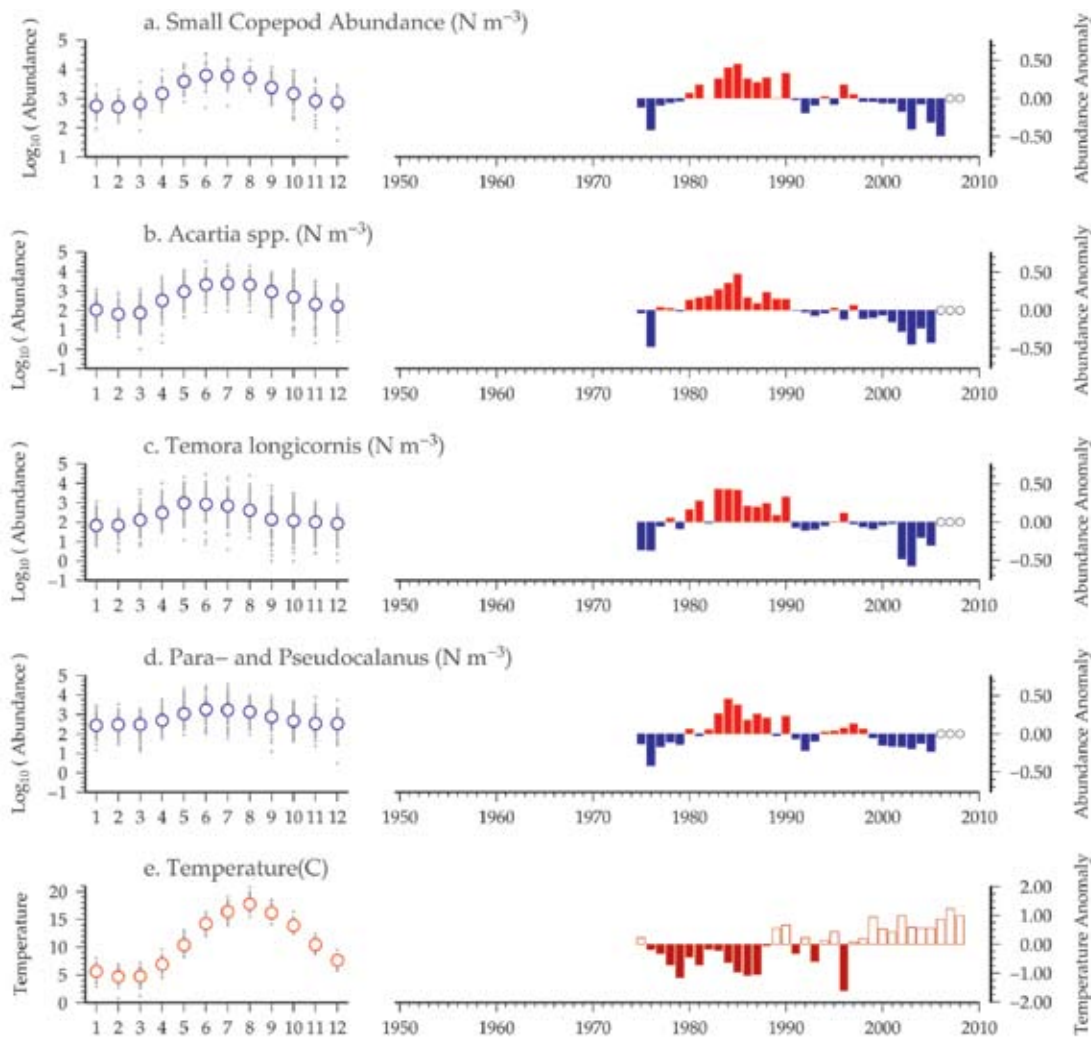 a. Small Copepod Abundance (N m⁻³)
Log₁₀ ( Abundance )
5
4
3
2
1
1 2 3 4 5 6 7 8 9 10 11 12
1950 1960 1970 1980 1990 2000 2010
0.50
0.00
−0.50
Abundance Anomaly
b. Acartia spp. (N m⁻³)
Log₁₀ ( Abundance )
5
4
3
2
1
0
−1
1 2 3 4 5 6 7 8 9 10 11 12
1950 1960 1970 1980 1990 2000 2010
0.50
0.00
−0.50
Abundance Anomaly
c. Temora longicornis (N m⁻³)
Log₁₀ ( Abundance )
5
4
3
2
1
0
−1
1 2 3 4 5 6 7 8 9 10 11 12
1950 1960 1970 1980 1990 2000 2010
0.50
0.00
−0.50
Abundance Anomaly
d. Para− and Pseudocalanus (N m⁻³)
Log₁₀ ( Abundance )
5
4
3
2
1
0
−1
1 2 3 4 5 6 7 8 9 10 11 12
1950 1960 1970 1980 1990 2000 2010
0.50
0.00
−0.50
Abundance Anomaly
e. Temperature(C)
Temperature
20
15
10
5
0
1 2 3 4 5 6 7 8 9 10 11 12
1950 1960 1970 1980 1990 2000 2010
2.00
1.00
0.00
−1.00
−2.00
Temperature Anomaly